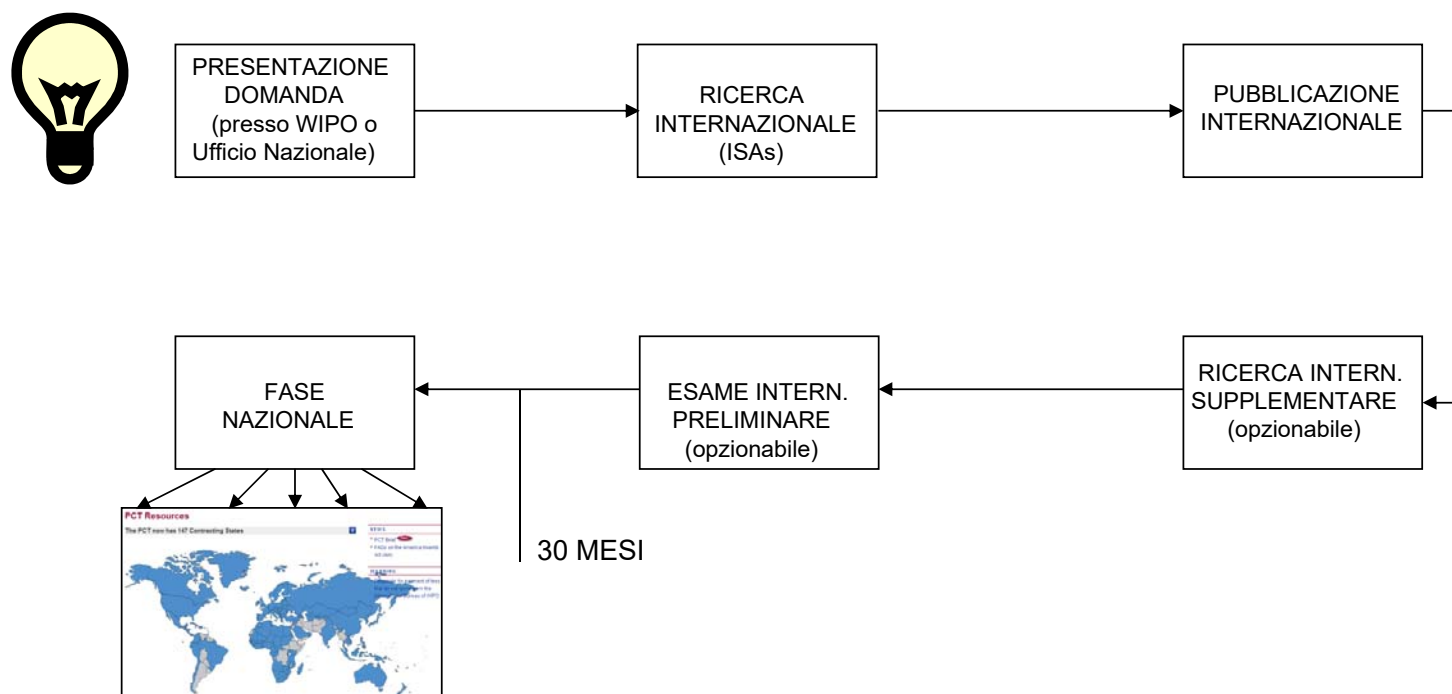 PRESENTAZIONE
DOMANDA
(presso WIPO o
Ufficio Nazionale)
RICERCA
INTERNAZIONALE
(ISAs)
PUBBLICAZIONE
INTERNAZIONALE
FASE
NAZIONALE
ESAME INTERN.
PRELIMINARE
(opzionabile)
RICERCA INTERN.
SUPPLEMENTARE
(opzionabile)
30 MESI
PCT Resources
The PCT now has 147 Contracting States
NEWS